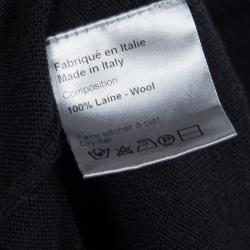 Fabriqué en Italie
Made in Italy
Composition
100% Laine - Wool
Faire sécher à plat
Dry flat